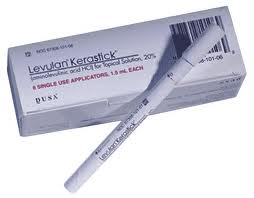 NDC 67308-101-06
Levulan Kerastick
(aminolevulinic acid HCl) for Topical Solution, 20%
6 SINGLE USE APPLICATORS, 1.5 mL EACH
DUSA
Levulan Kerastick